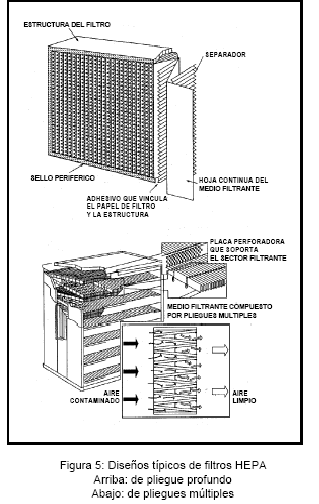 ESTRUCTURA DEL FILTRO
SEPARADOR
SELLO PERIFERICO
HOJA CONTINUA DEL
MEDIO FILTRANTE
ADHESIVO QUE VINCULA
EL PAPEL DE FILTRO
Y LA ESTRUCTURA
PLACA PERFORADORA
QUE SOPORTA
EL SECTOR FILTRANTE
MEDIO FILTRANTE COMPUESTO
POR PLIEGUES MULTIPLES
AIRE
CONTAMINADO
AIRE
LIMPIO
Figura 5: Diseños típicos de filtros HEPA
Arriba: de pliegue profundo
Abajo: de pliegues múltiples